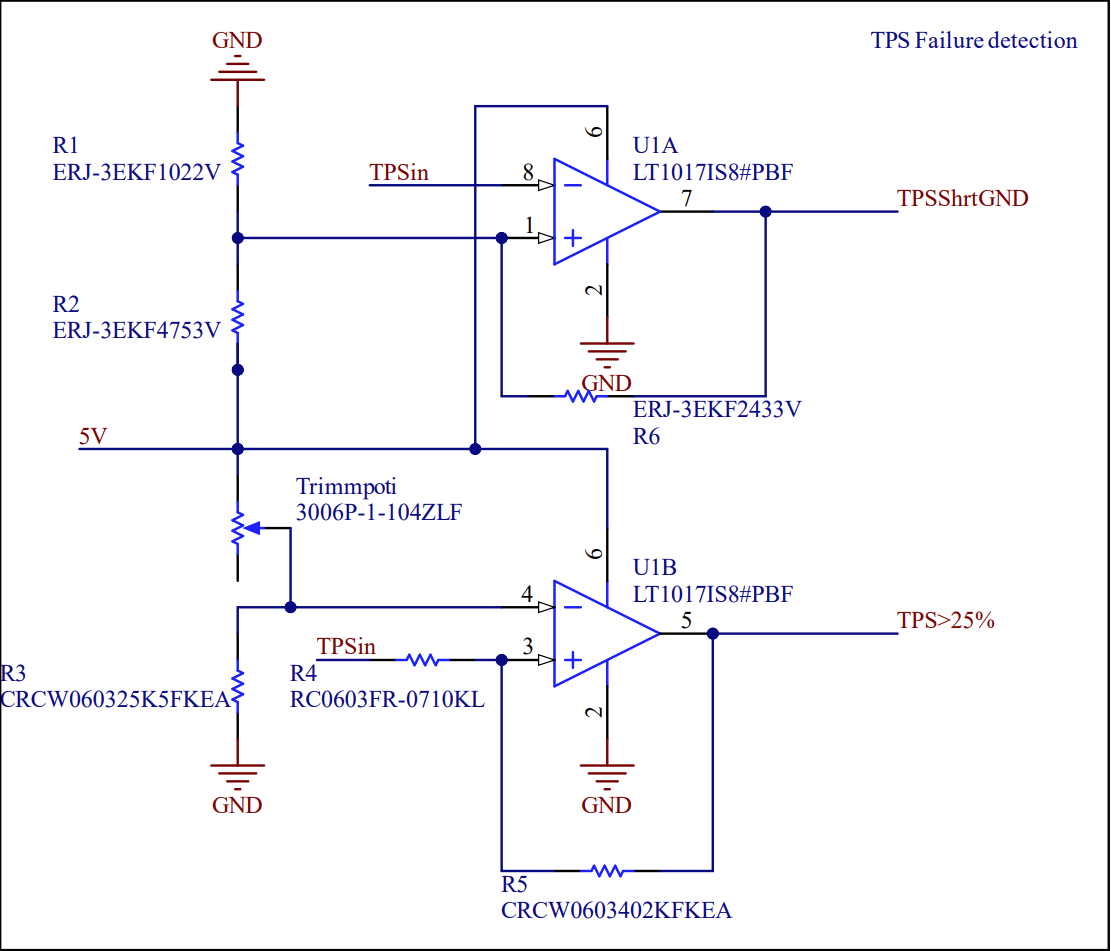 GND
TPS Failure detection
R1
ERJ-3EKF1022V
TPSin
8
6
U1A
LT1017IS8#PBF
7
TPSShrtGND
1
2
GND
R2
ERJ-3EKF4753V
ERJ-3EKF2433V
R6
5V
Trimmpoti
3006P-1-104ZLF
6
U1B
LT1017IS8#PBF
4
5
TPS>25%
TPSin
3
R3
CRCW060325K5FKEA
R4
RC0603FR-0710KL
2
GND
GND
R5
CRCW0603402KFKEA